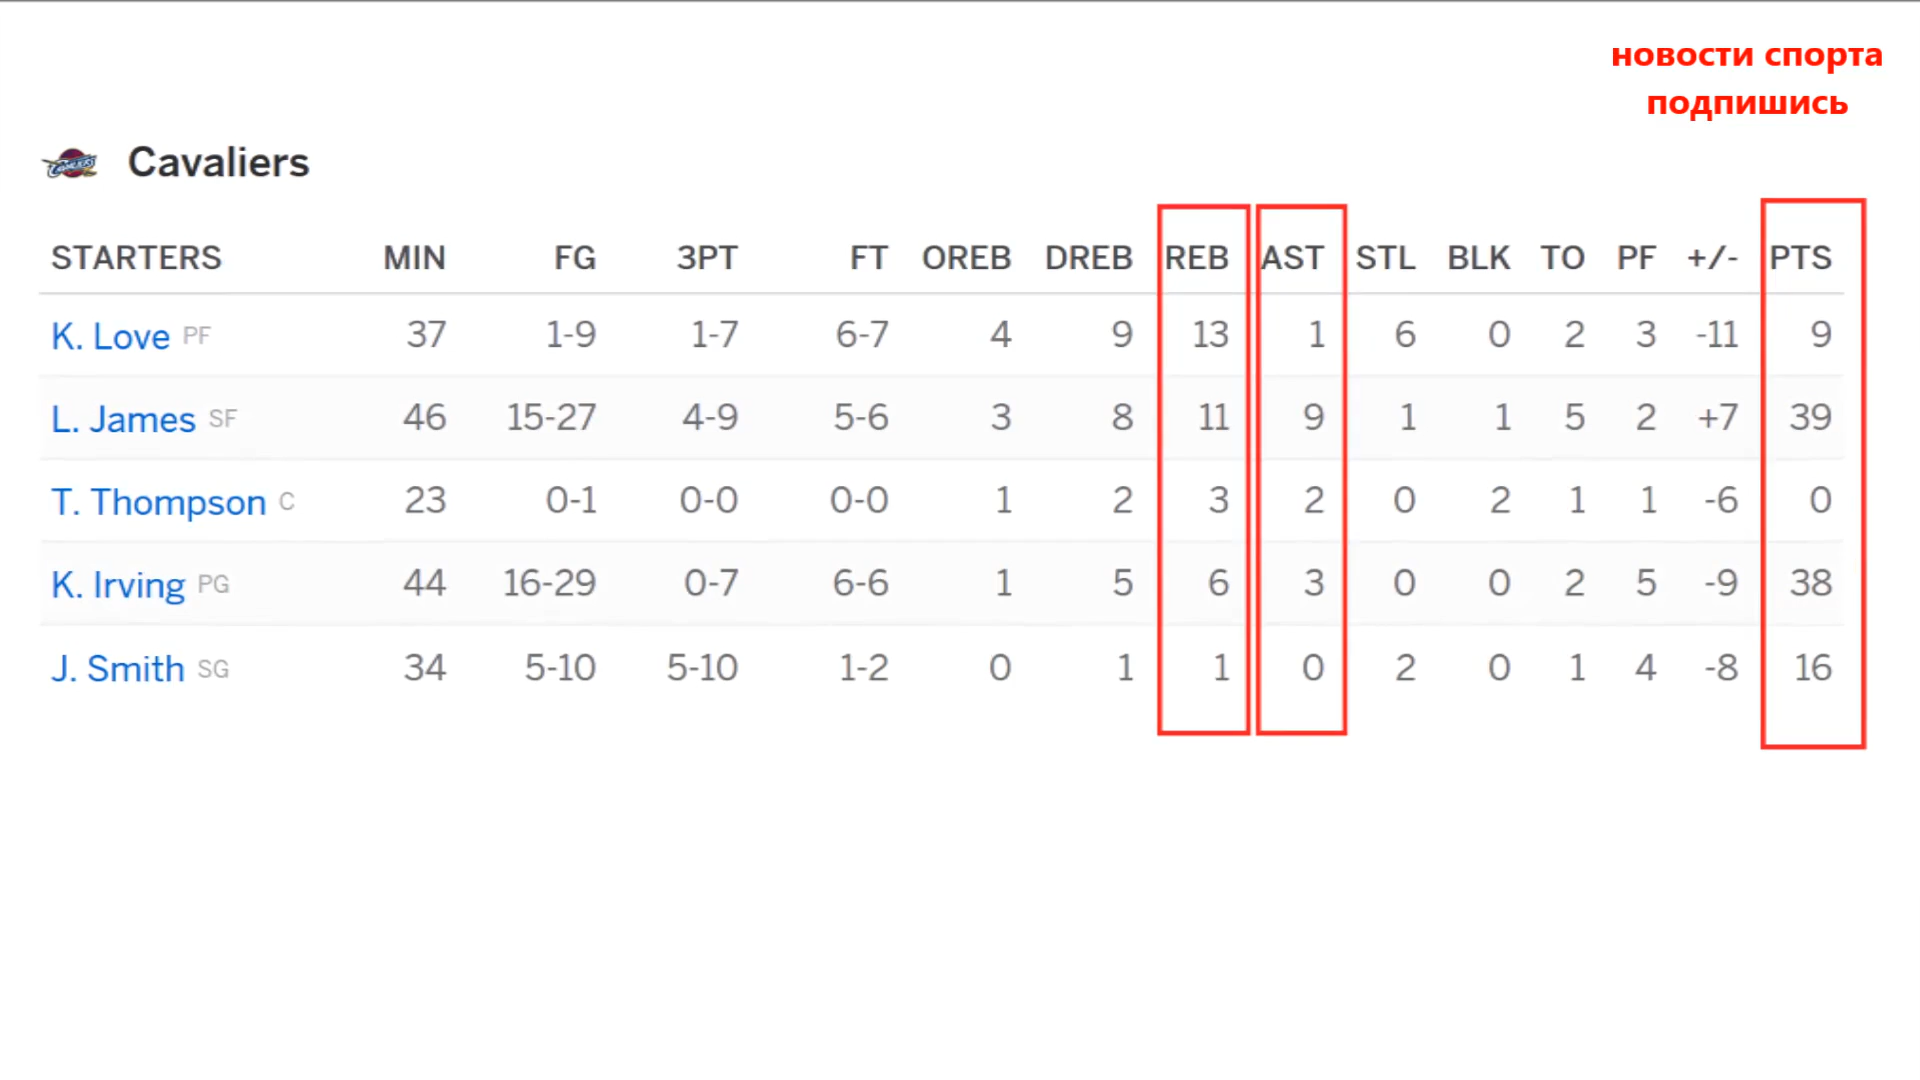 новости спорта
подпишись
CAVALIERS
Cavaliers
STARTERS MIN FG 3PT FT OREB DREB REB AST STL BLK TO PF +/- PTS
K. Love PF 37 1-9 1-7 6-7 4 9 13 1 6 0 2 3 -11 9
L. James SF 46 15-27 4-9 5-6 3 8 11 9 1 1 5 2 +7 39
T. Thompson C 23 0-1 0-0 0-0 1 2 3 2 0 2 1 1 -6 0
K. Irving PG 44 16-29 0-7 6-6 1 5 6 3 0 0 2 5 -9 38
J. Smith SG 34 5-10 5-10 1-2 0 1 1 0 2 0 1 4 -8 16